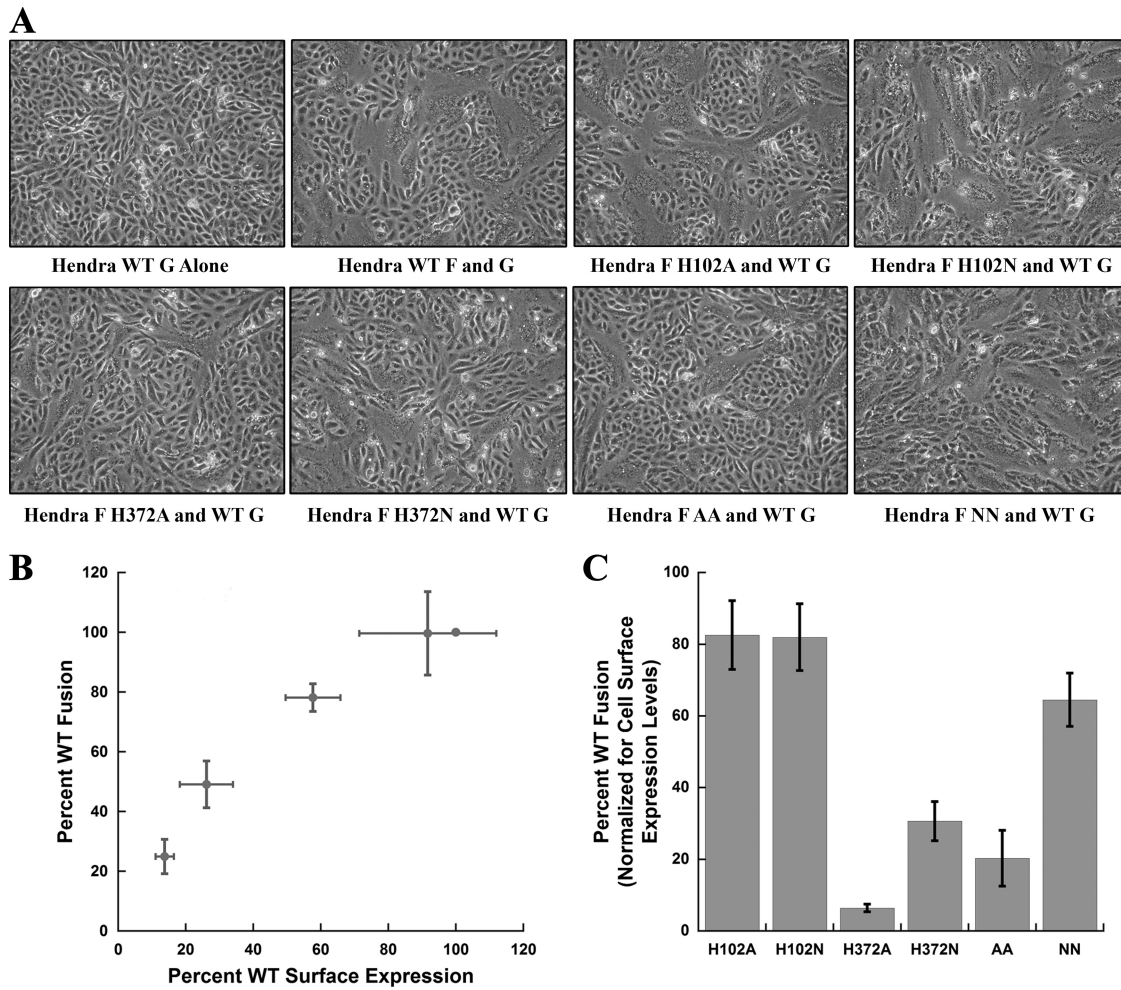 A
Hendra WT G Alone
Hendra WT F and G
Hendra F H102A and WT G
Hendra F H102N and WT G
Hendra F H372A and WT G
Hendra F H372N and WT G
Hendra F AA and WT G
Hendra F NN and WT G
B
Percent WT Fusion
120
100
80
60
40
20
0
0 20 40 60 80 100 120
Percent WT Surface Expression
C
Percent WT Fusion
(Normalized for Cell Surface
Expression Levels)
100
80
60
40
20
0
H102A H102N H372A H372N AA NN